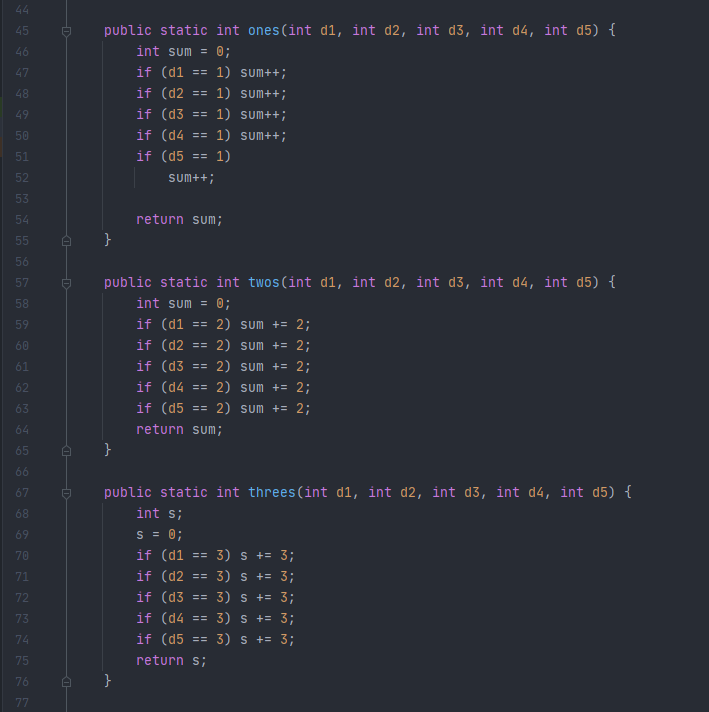 44
45 public static int ones(int d1, int d2, int d3, int d4, int d5) {
46 int sum = 0;
47 if (d1 == 1) sum++;
48 if (d2 == 1) sum++;
49 if (d3 == 1) sum++;
50 if (d4 == 1) sum++;
51 if (d5 == 1)
52 sum++;
53
54 return sum;
55 }
56
57 public static int twos(int d1, int d2, int d3, int d4, int d5) {
58 int sum = 0;
59 if (d1 == 2) sum += 2;
60 if (d2 == 2) sum += 2;
61 if (d3 == 2) sum += 2;
62 if (d4 == 2) sum += 2;
63 if (d5 == 2) sum += 2;
64 return sum;
65 }
66
67 public static int threes(int d1, int d2, int d3, int d4, int d5) {
68 int s;
69 s = 0;
70 if (d1 == 3) s += 3;
71 if (d2 == 3) s += 3;
72 if (d3 == 3) s += 3;
73 if (d4 == 3) s += 3;
74 if (d5 == 3) s += 3;
75 return s;
76 }
77